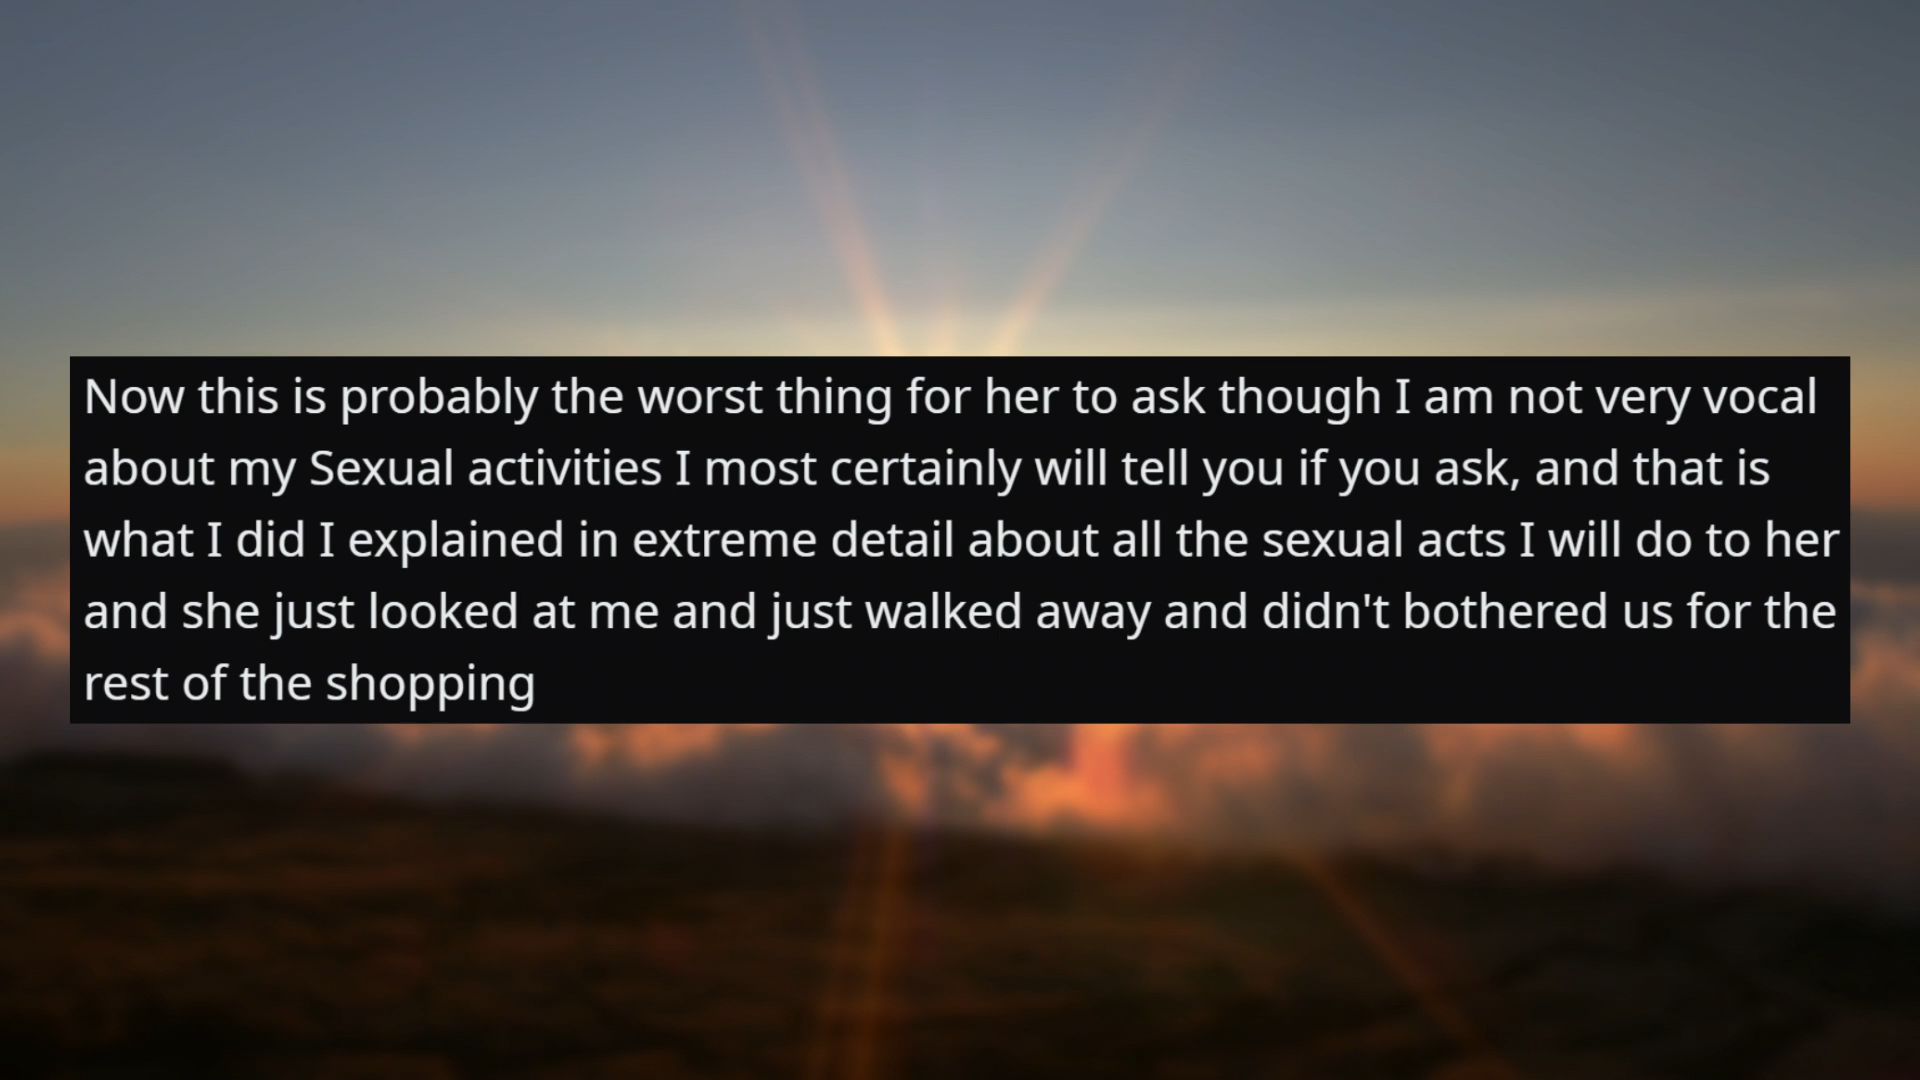 Now this is probably the worst thing for her to ask though I am not very vocal
about my Sexual activities I most certainly will tell you if you ask, and that is
what I did I explained in extreme detail about all the sexual acts I will do to her
and she just looked at me and just walked away and didn't bothered us for the
rest of the shopping